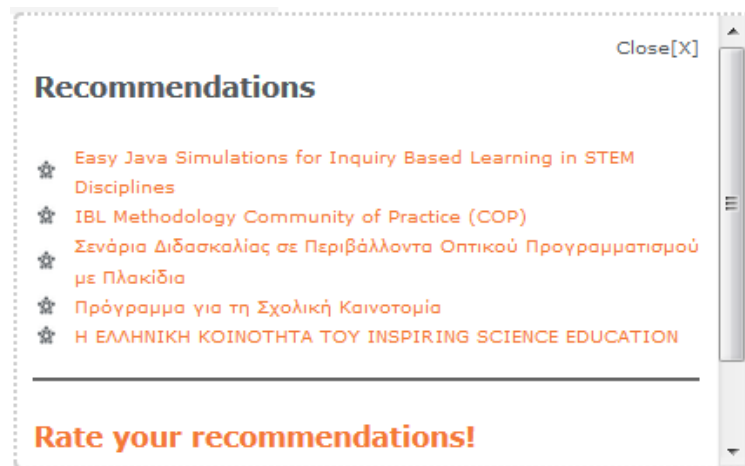 Close[X]
Recommendations
Easy Java Simulations for Inquiry Based Learning in STEM
Disciplines
IBL Methodology Community of Practice (COP)
Σενάρια Διδασκαλίας σε Περιβάλλοντα Οπτικού Προγραμματισμού
με Πλακίδια
Πρόγραμμα για τη Σχολική Καινοτομία
Η ΕΛΛΗΝΙΚΗ ΚΟΙΝΟΤΗΤΑ ΤΟΥ INSPIRING SCIENCE EDUCATION
Rate your recommendations!